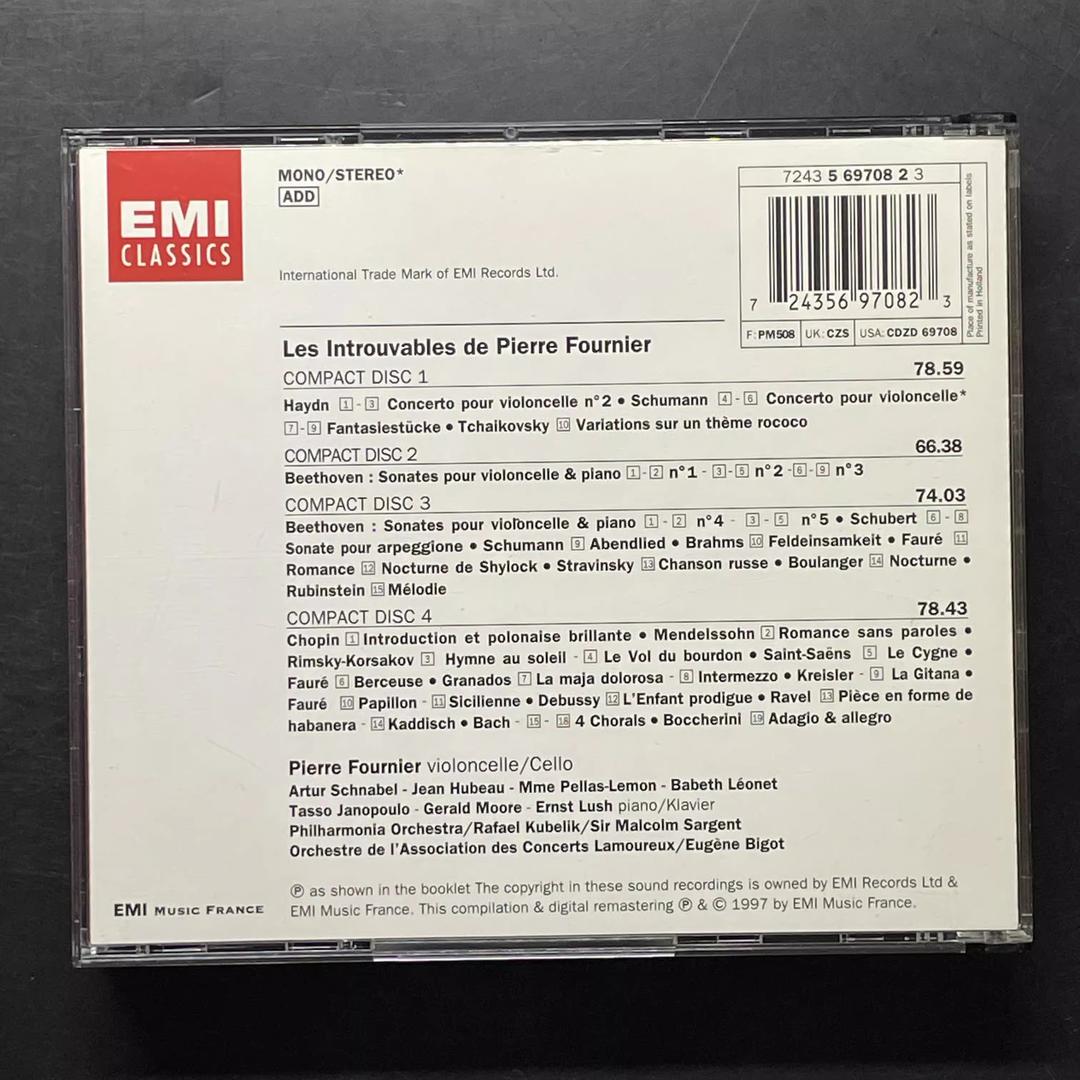 EMI
CLASSICS
MONO/STEREO*
ADD
International Trade Mark of EMI Records Ltd.
7243 5 69708 2 3
7 24356 97082 3
F: PM 508 UK: CZS USA: CDZD 69708
Place of manufacture as stated on labels
Printed in Holland
Les Introuvables de Pierre Fournier
COMPACT DISC 1 78.59
Haydn 1 - 3 Concerto pour violoncelle n°2 • Schumann 4 - 6 Concerto pour violoncelle*
7 - 9 Fantasiestücke • Tchaikovsky 10 Variations sur un thème rococo
COMPACT DISC 2 66.38
Beethoven : Sonates pour violoncelle & piano 1 - 2 n°1 - 3 - 5 n°2 - 6 - 9 n°3
COMPACT DISC 3 74.03
Beethoven : Sonates pour violoncelle & piano 1 - 2 n°4 - 3 - 5 n°5 • Schubert 6 - 8
Sonate pour arpeggione • Schumann 9 Abendlied • Brahms 10 Feldeinsamkeit • Fauré 11
Romance 12 Nocturne de Shylock • Stravinsky 13 Chanson russe • Boulanger 14 Nocturne •
Rubinstein 15 Mélodie
COMPACT DISC 4 78.43
Chopin 1 Introduction et polonaise brillante • Mendelssohn 2 Romance sans paroles •
Rimsky-Korsakov 3 Hymne au soleil - 4 Le Vol du bourdon • Saint-Saëns 5 Le Cygne •
Fauré 6 Berceuse • Granados 7 La maja dolorosa - 8 Intermezzo • Kreisler - 9 La Gitana •
Fauré 10 Papillon - 11 Sicilienne • Debussy 12 L'Enfant prodigue • Ravel 13 Pièce en forme de
habanera - 14 Kaddisch • Bach - 15 - 18 4 Chorals • Boccherini 19 Adagio & allegro
Pierre Fournier violoncelle/Cello
Artur Schnabel - Jean Hubeau - Mme Pellas-Lemon - Babeth Léonet
Tasso Janopoulo - Gerald Moore - Ernst Lush piano/Klavier
Philharmonia Orchestra/Rafael Kubelik/Sir Malcolm Sargent
Orchestre de l'Association des Concerts Lamoureux/Eugène Bigot
℗ as shown in the booklet The copyright in these sound recordings is owned by EMI Records Ltd &
EMI Music France. This compilation & digital remastering ℗ & © 1997 by EMI Music France.
EMI MUSIC FRANCE